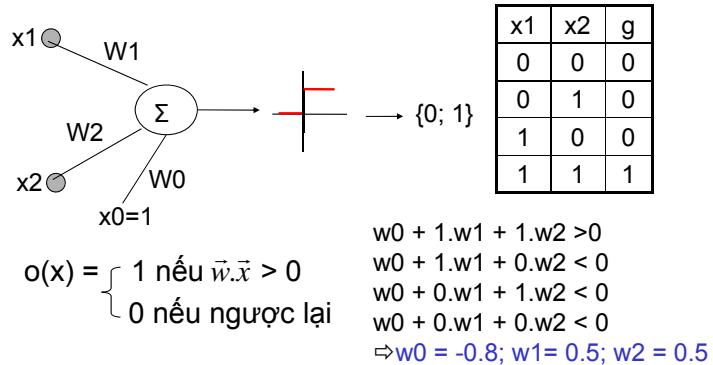 x1
W1
Σ
W2
x2
W0
x0=1
{0; 1}
x1 x2 g
0 0 0
0 1 0
1 0 0
1 1 1
o(x) = { 1 nếu w⃗.x⃗ > 0
0 nếu ngược lại
w0 + 1.w1 + 1.w2 >0
w0 + 1.w1 + 0.w2 < 0
w0 + 0.w1 + 1.w2 < 0
w0 + 0.w1 + 0.w2 < 0
⇨w0 = -0.8; w1= 0.5; w2 = 0.5